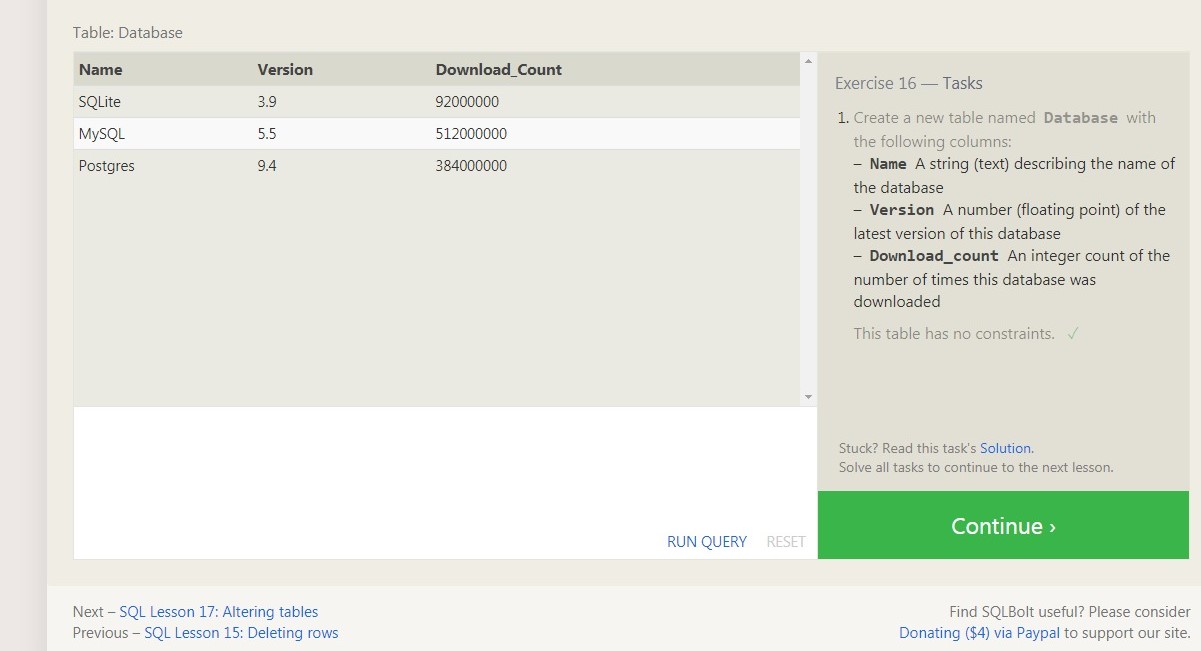 Table: Database
Name Version Download_Count
SQLite 3.9 92000000
MySQL 5.5 512000000
Postgres 9.4 384000000
RUN QUERY RESET
Exercise 16 — Tasks
1. Create a new table named Database with
the following columns:
– Name A string (text) describing the name of
the database
– Version A number (floating point) of the
latest version of this database
– Download_count An integer count of the
number of times this database was
downloaded
This table has no constraints. ✓
Stuck? Read this task's Solution.
Solve all tasks to continue to the next lesson.
Continue ›
Next – SQL Lesson 17: Altering tables
Previous – SQL Lesson 15: Deleting rows
Find SQLBolt useful? Please consider
Donating ($4) via Paypal to support our site.